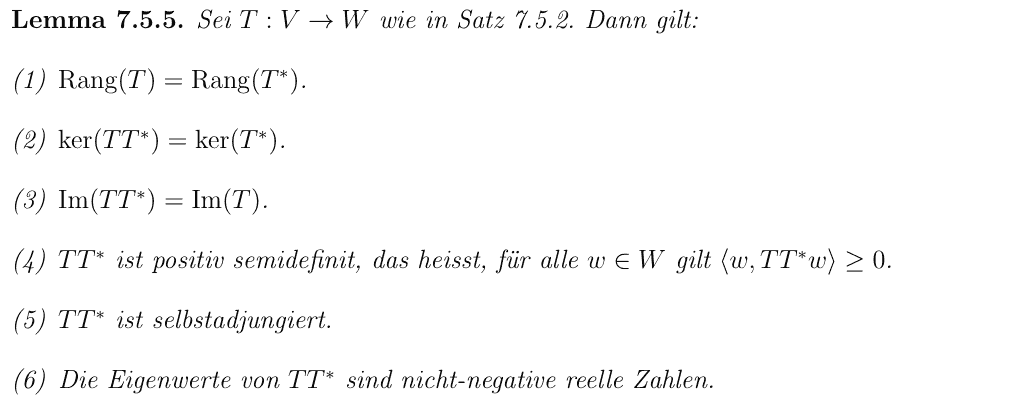 Lemma 7.5.5. Sei T : V → W wie in Satz 7.5.2. Dann gilt:
(1) Rang(T) = Rang(T*).
(2) ker(TT*) = ker(T*).
(3) Im(TT*) = Im(T).
(4) TT* ist positiv semidefinit, das heisst, für alle w ∈ W gilt ⟨w, TT*w⟩ ≥ 0.
(5) TT* ist selbstadjungiert.
(6) Die Eigenwerte von TT* sind nicht-negative reelle Zahlen.